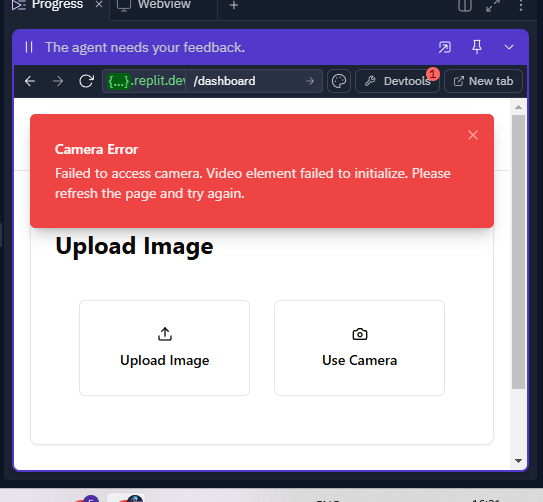 Progress
Webview
The agent needs your feedback.
{...}.replit.dev /dashboard
Devtools
1
New tab
Camera Error
Failed to access camera. Video element failed to initialize. Please
refresh the page and try again.
Upload Image
Upload Image
Use Camera